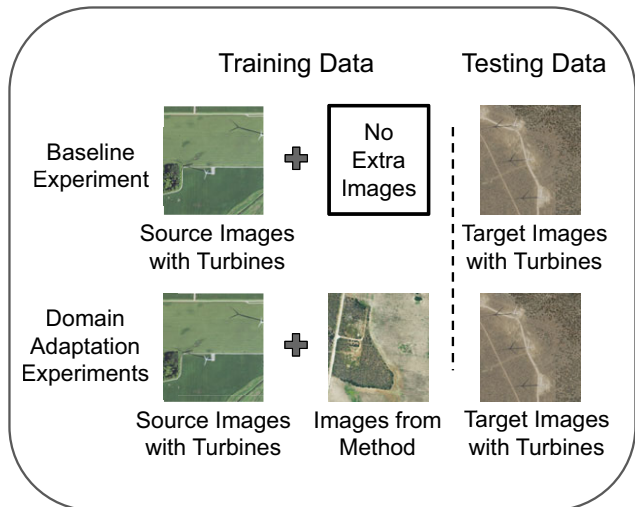 Training Data
Testing Data
Baseline
Experiment
No
Extra
Images
Source Images
with Turbines
Target Images
with Turbines
Domain
Adaptation
Experiments
Source Images
with Turbines
Images from
Method
Target Images
with Turbines